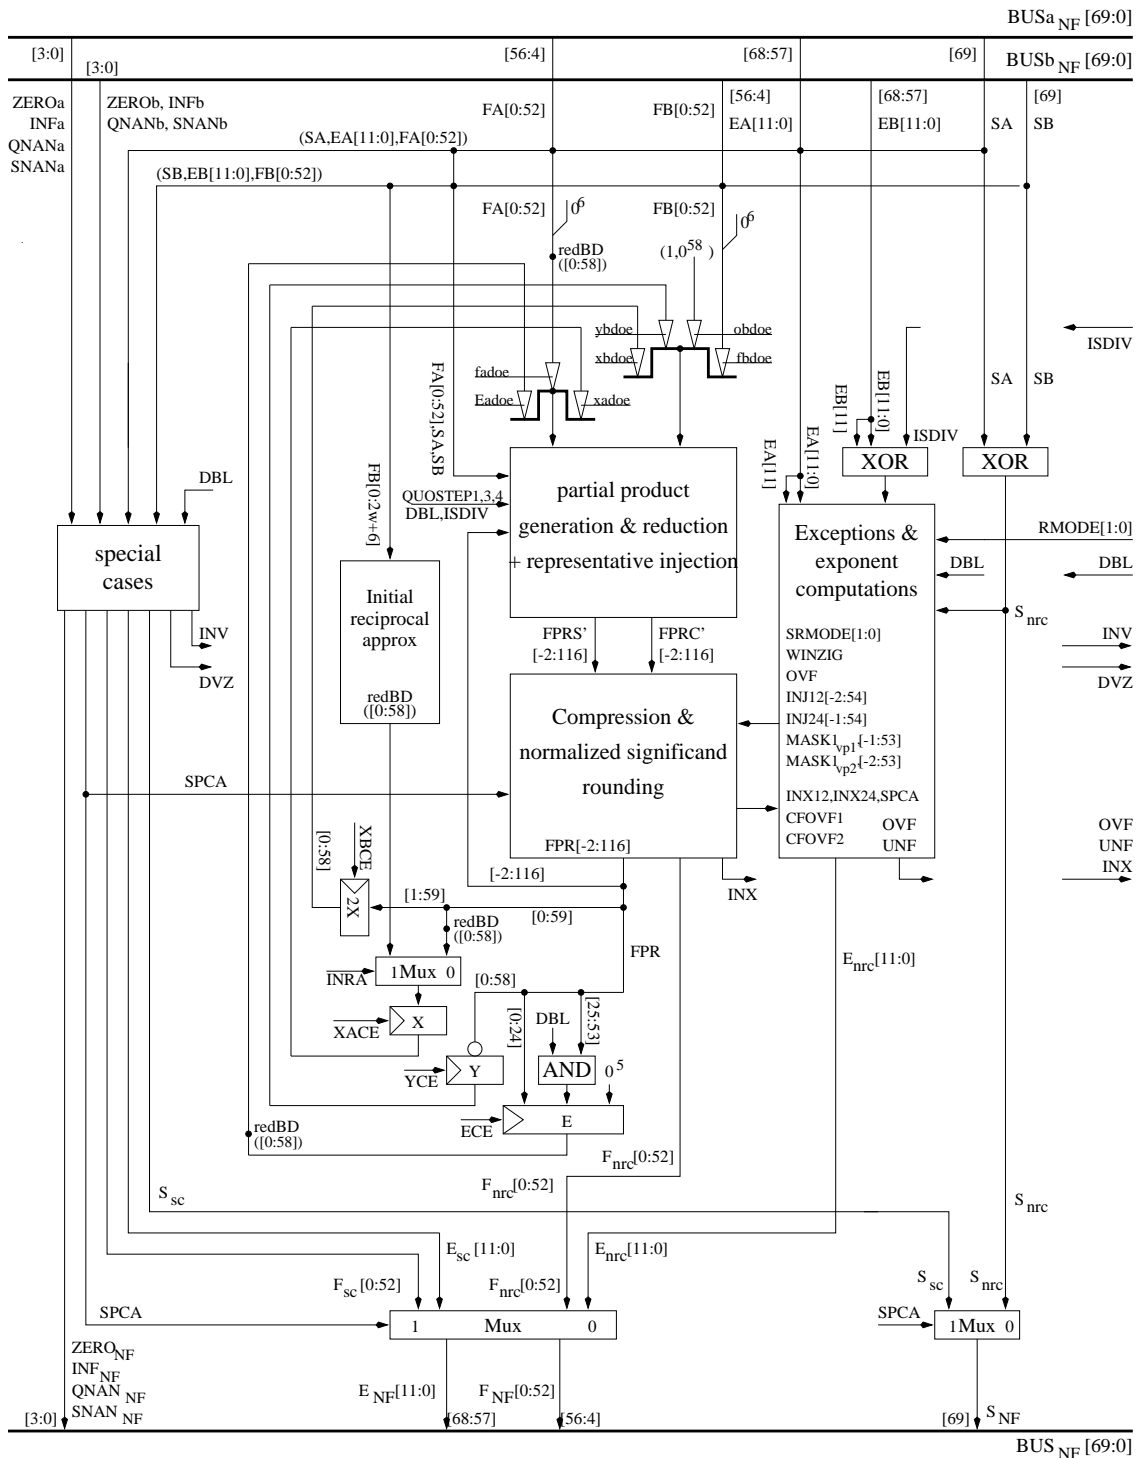 BUSa NF [69:0]
[3:0] [56:4] [68:57] [69] BUSb NF [69:0]
[3:0]
ZEROa ZEROb, INFb FA[0:52] FB[0:52] [56:4] [68:57] [69]
INFa QNANb, SNANb EA[11:0] EB[11:0] SA SB
QNANa (SA,EA[11:0],FA[0:52])
SNANa
(SB,EB[11:0],FB[0:52])
FA[0:52] 0^6 FB[0:52] 0^6
redBD (1,0^58 )
([0:58])
ybdoe obdoe ISDIV
xbdoe fbdoe
fadoe SA SB
Eadoe xadoe
FA[0:52],SA,SB
EB[11]
EB[11:0]
ISDIV
XOR XOR
EA[11]
EA[11:0]
FB[0:2w+6]
DBL
QUOSTEP1,3,4
DBL,ISDIV
partial product
generation & reduction
+ representative injection
special
cases
Exceptions &
exponent
computations
RMODE[1:0]
DBL DBL
S nrc
Initial
reciprocal
approx
INV
DVZ
FPRS' FPRC'
[-2:116] [-2:116]
SRMODE[1:0]
WINZIG
OVF
INJ12[-2:54]
INJ24[-1:54]
MASK1 vp1[-1:53]
MASK1 vp2[-2:53]
INV
DVZ
redBD
([0:58])
Compression &
normalized significand
rounding
SPCA
INX12,INX24,SPCA
CFOVF1
CFOVF2
OVF
UNF
OVF
UNF
INX
FPR[-2:116]
[-2:116]
INX
[0:58]
XBCE
2X
[1:59] [0:59]
redBD
([0:58])
FPR
E nrc[11:0]
INRA 1 Mux 0
[0:58]
[0:24]
[25:53]
XACE X
DBL
YCE Y AND 0^5
ECE E
redBD
([0:58])
F nrc[0:52]
S sc F nrc[0:52] S nrc
E sc [11:0] E nrc[11:0]
F sc [0:52] F nrc[0:52] S sc S nrc
SPCA 1 Mux 0 SPCA 1 Mux 0
ZERO NF
INF NF
QNAN NF
SNAN NF
E NF[11:0] F NF[0:52] S NF
[3:0] [68:57] [56:4] [69]
BUS NF [69:0]